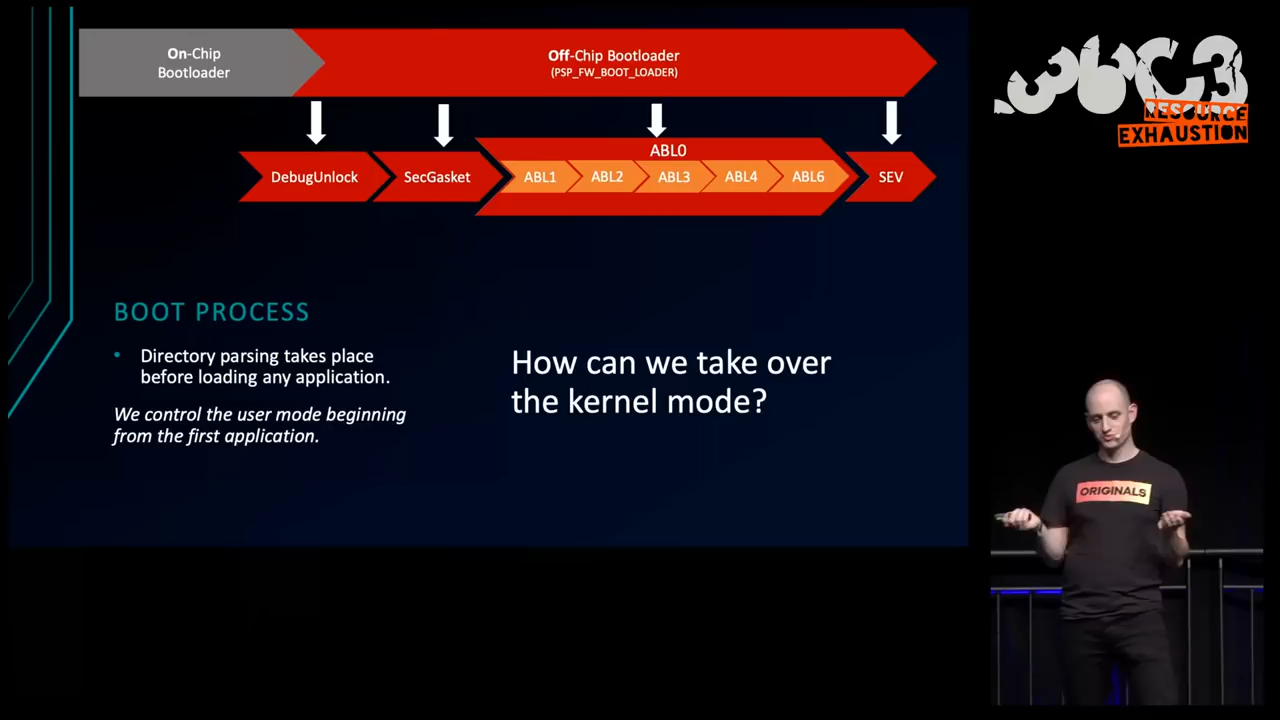 On-Chip
Bootloader
Off-Chip Bootloader
(PSP_FW_BOOT_LOADER)
DebugUnlock
SecGasket
ABL0
ABL1
ABL2
ABL3
ABL4
ABL6
SEV
BOOT PROCESS
• Directory parsing takes place
before loading any application.
We control the user mode beginning
from the first application.
How can we take over
the kernel mode?
36C3
RESOURCE
EXHAUSTION
ORIGINALS